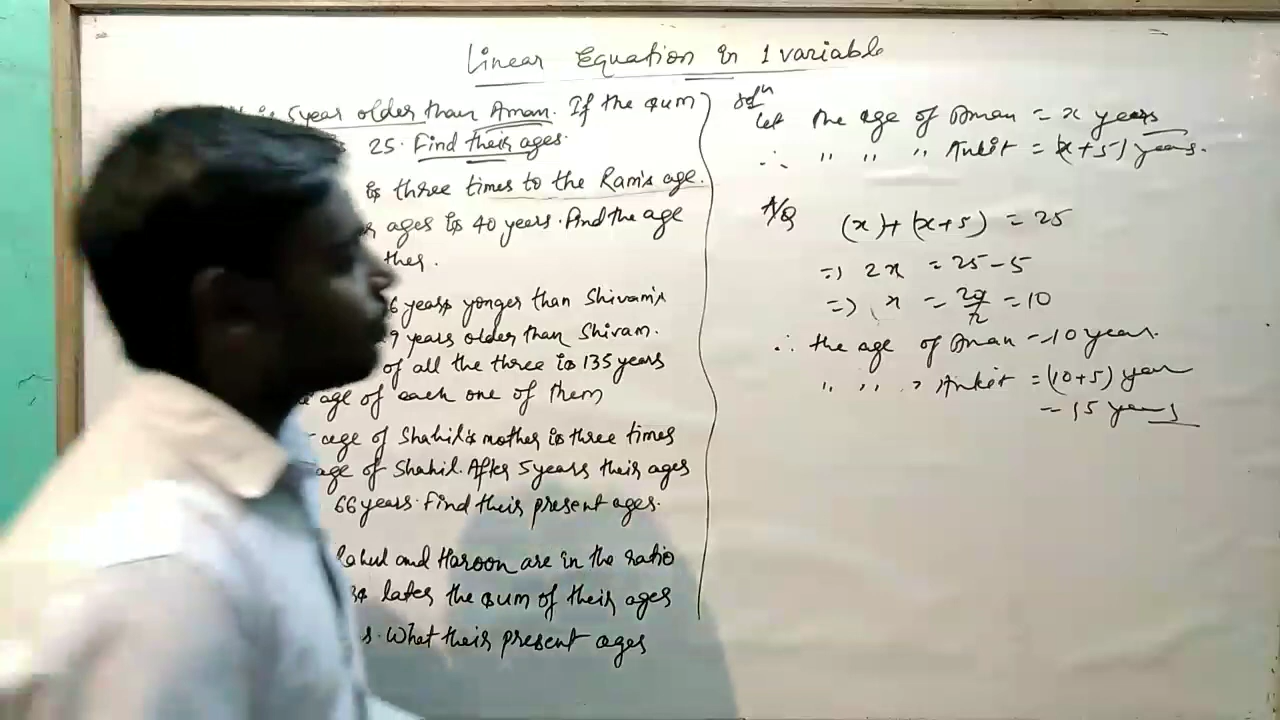 Linear Equation in 1 variable
is 5year older than Aman. If the sum
25. Find their ages.
is three times to the Ram's age.
ages is 40 years. Find the age
ther.
6 years yonger than Shivam's
9 years older than Shivam.
of all the three is 135 years
age of each one of them
age of Shahil's mother is three times
age of Shahil. After 5years their ages
66 years. Find their present ages.
Rahul and Haroon are in the ratio
later the sum of their ages
s. What their present ages
Solⁿ
Let the age of Aman = x years
∴ " " " Ankit = (x+5) years.
A/Q (x)+(x+5) = 25
=> 2x = 25-5
=> x = 20/2 = 10
∴ the age of Aman = 10 years.
" " " Ankit = (10+5) year
= 15 years